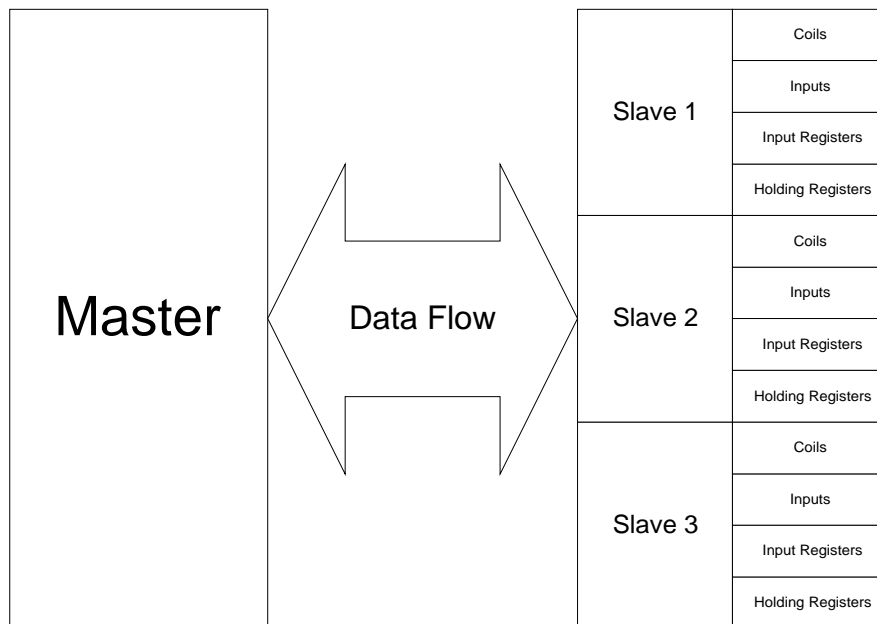 Master
Data Flow
Slave 1
Coils
Inputs
Input Registers
Holding Registers
Slave 2
Coils
Inputs
Input Registers
Holding Registers
Slave 3
Coils
Inputs
Input Registers
Holding Registers